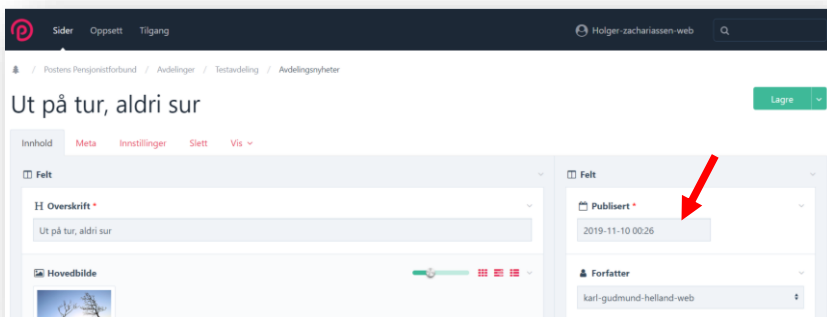 Sider Oppsett Tilgang Holger-zachariassen-web
/ Postens Pensjonistforbund / Avdelinger / Testavdeling / Avdelingsnyheter
Ut på tur, aldri sur
Lagre
Innhold Meta Innstillinger Slett Vis
Felt
Overskrift *
Ut på tur, aldri sur
Hovedbilde
Felt
Publisert *
2019-11-10 00:26
Forfatter
karl-gudmund-helland-web